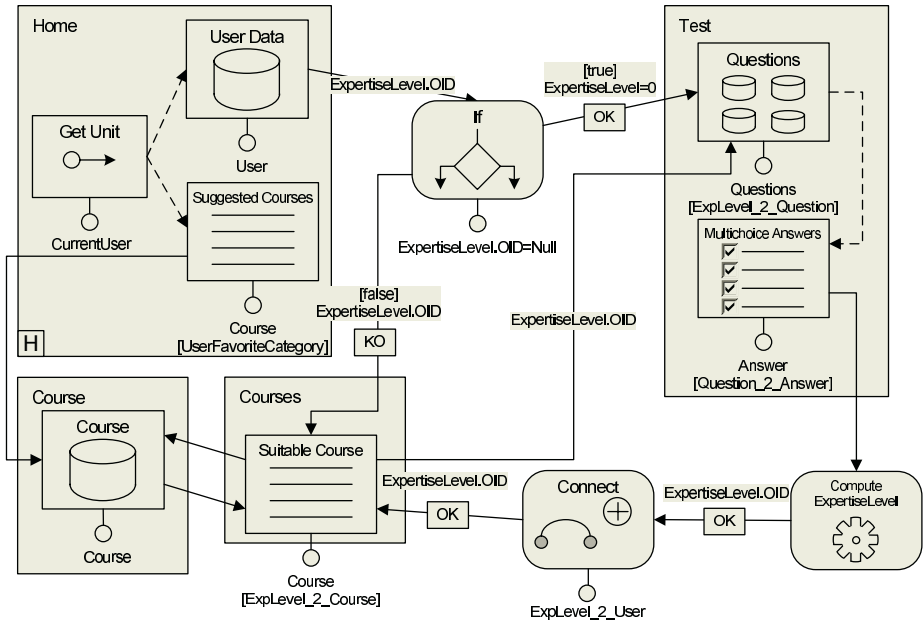 Home
User Data
Get Unit
User
CurrentUser
Suggested Courses
Course
[UserFavoriteCategory]
H
ExpertiseLevel.OID
If
ExpertiseLevel.OID=Null
[true]
ExpertiseLevel=0
OK
[false]
ExpertiseLevel.OID
KO
ExpertiseLevel.OID
Test
Questions
Questions
[ExpLevel_2_Question]
Multichoice Answers
Answer
[Question_2_Answer]
Course
Course
Course
Courses
Suitable Course
Course
[ExpLevel_2_Course]
ExpertiseLevel.OID
OK
Connect
ExpLevel_2_User
ExpertiseLevel.OID
OK
Compute
ExpertiseLevel